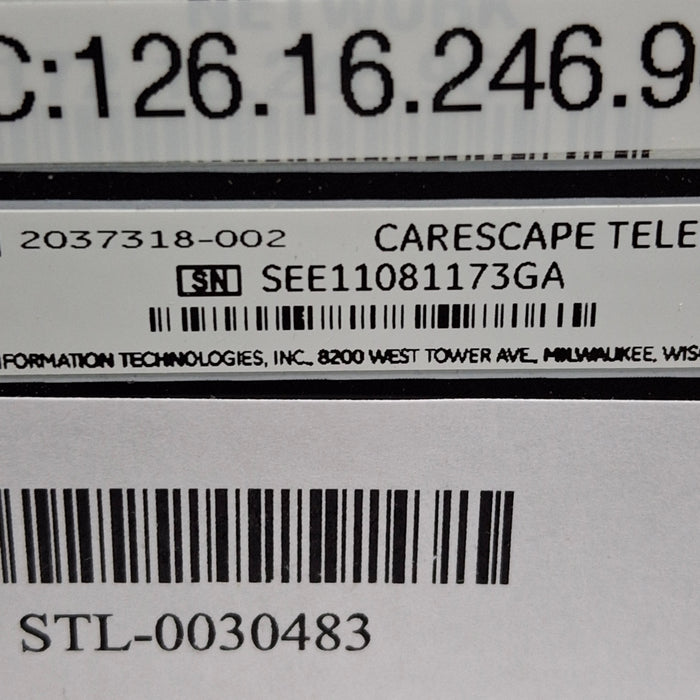 C:126.16.246.9
2037318-002 CARESCAPE TELE
SN SEE11081173GA
FORMATION TECHNOLOGIES, INC., 8200 WEST TOWER AVE., MILWAUKEE, WIS
STL-0030483